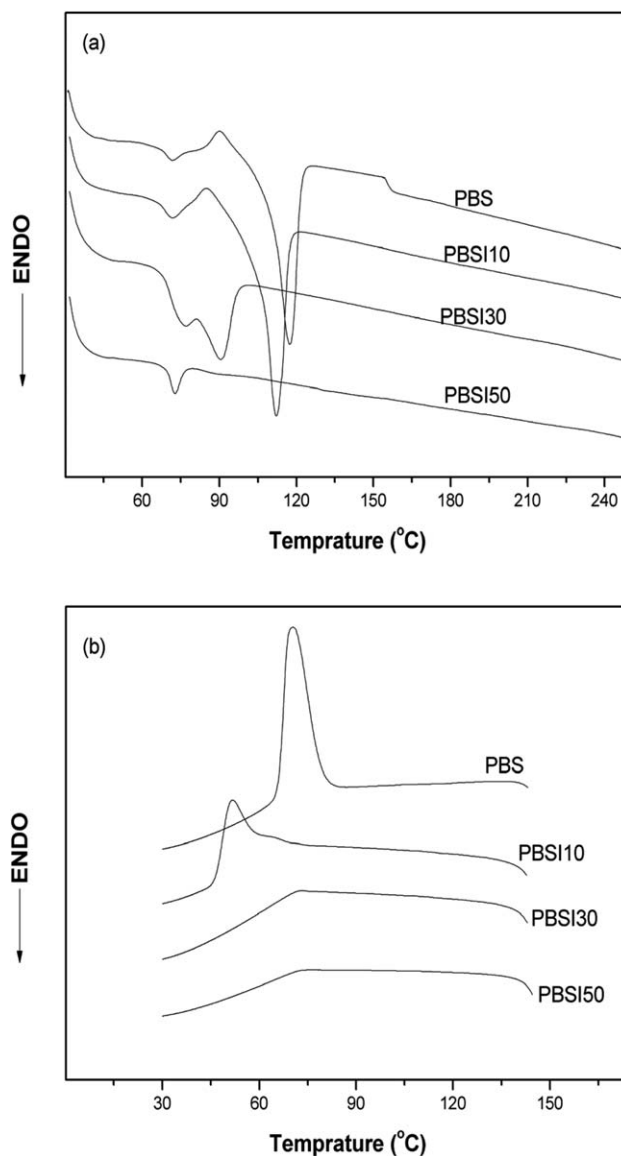 (a)
ENDO
PBS
PBSI10
PBSI30
PBSI50
60 90 120 150 180 210 240
Temprature (°C)
(b)
ENDO
PBS
PBSI10
PBSI30
PBSI50
30 60 90 120 150
Temprature (°C)